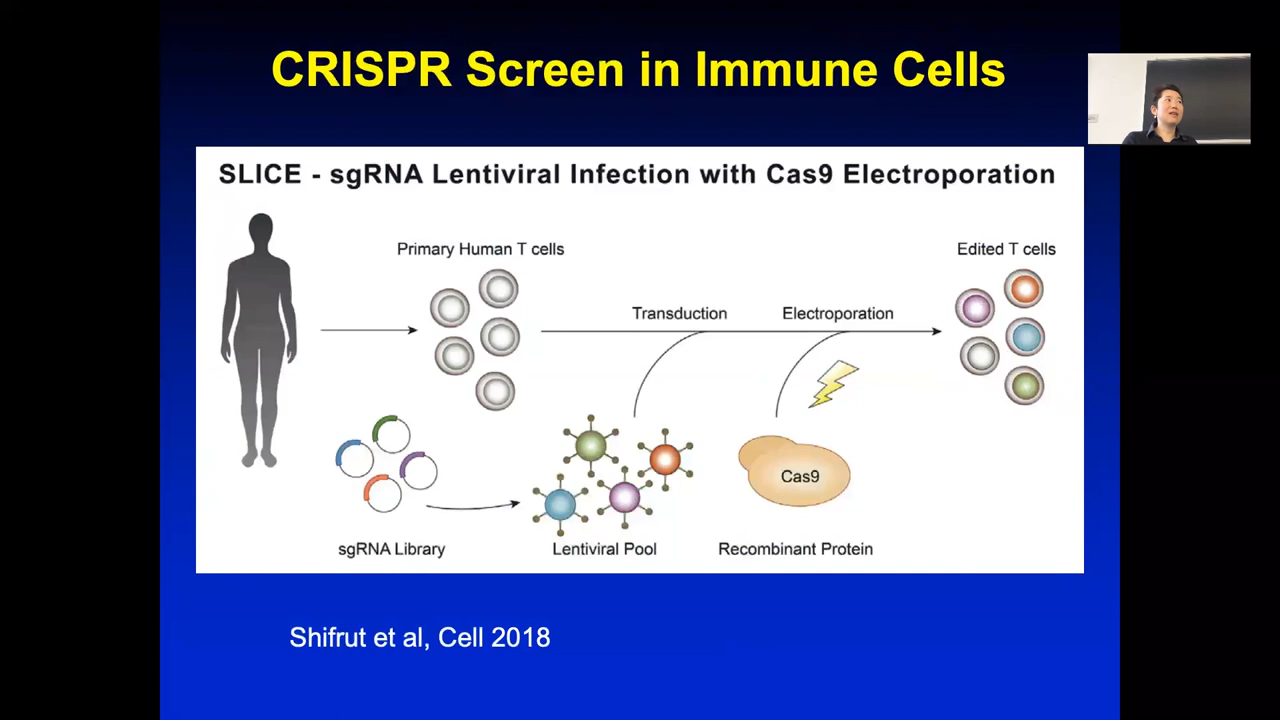 CRISPR Screen in Immune Cells
SLICE - sgRNA Lentiviral Infection with Cas9 Electroporation
Primary Human T cells
Edited T cells
Transduction
Electroporation
Cas9
sgRNA Library
Lentiviral Pool
Recombinant Protein
Shifrut et al, Cell 2018